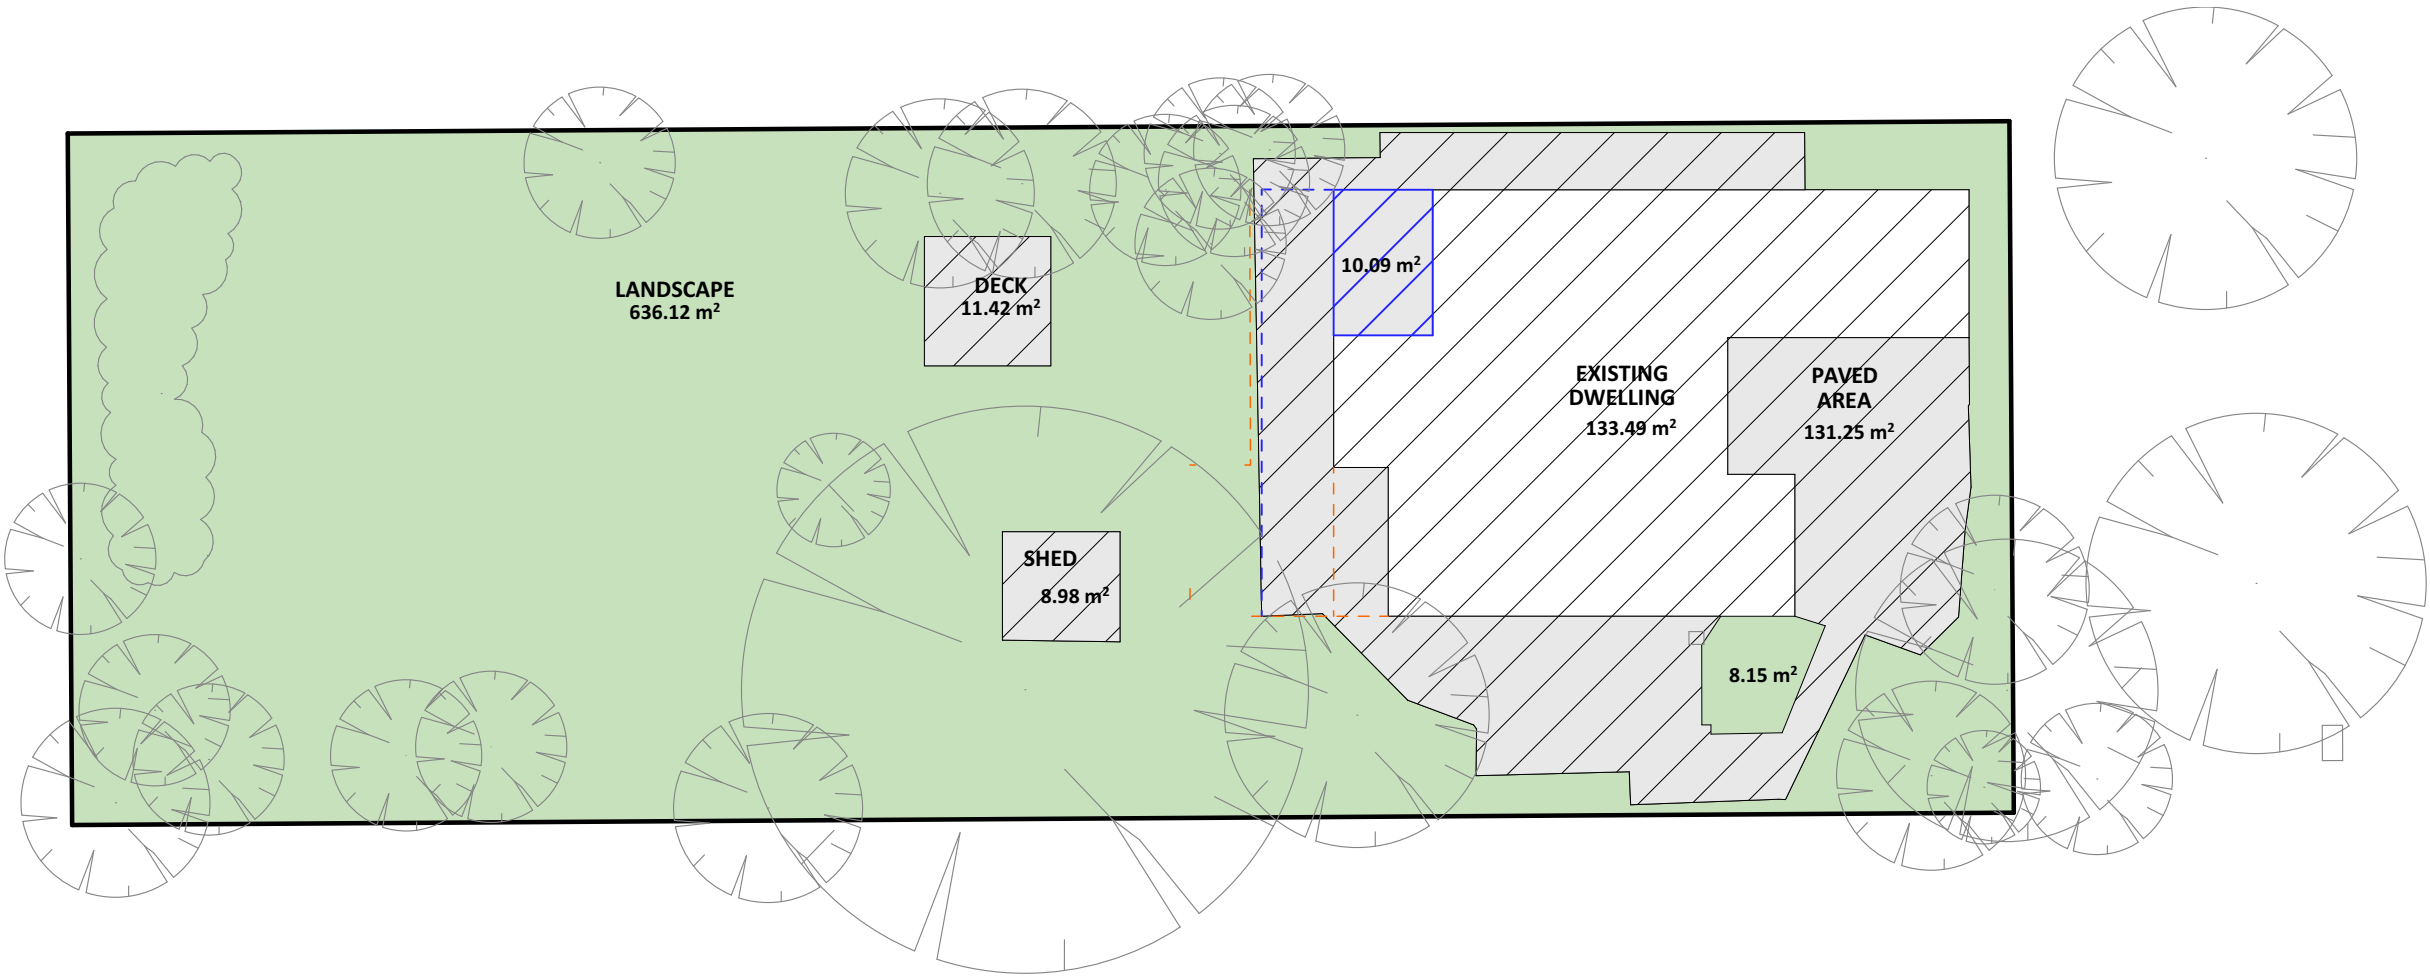 LANDSCAPE
636.12 m²
DECK
11.42 m²
SHED
8.98 m²
10.09 m²
EXISTING
DWELLING
133.49 m²
PAVED
AREA
131.25 m²
8.15 m²